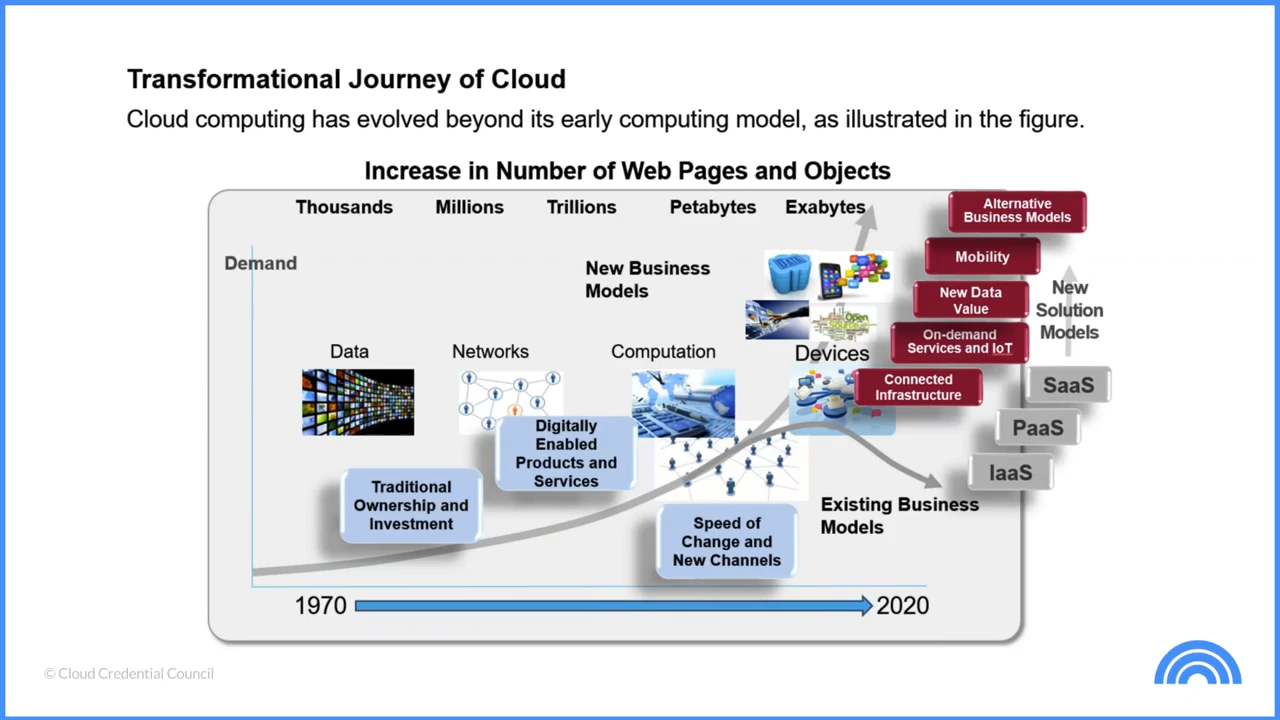 Transformational Journey of Cloud
Cloud computing has evolved beyond its early computing model, as illustrated in the figure.
Increase in Number of Web Pages and Objects
Thousands
Millions
Trillions
Petabytes
Exabytes
Demand
New Business
Models
Data
Networks
Computation
Devices
Open
Source
Digitally
Enabled
Products and
Services
Traditional
Ownership and
Investment
Speed of
Change and
New Channels
Existing Business
Models
1970
2020
Alternative
Business Models
Mobility
New Data
Value
On-demand
Services and IoT
Connected
Infrastructure
New
Solution
Models
SaaS
PaaS
IaaS
© Cloud Credential Council